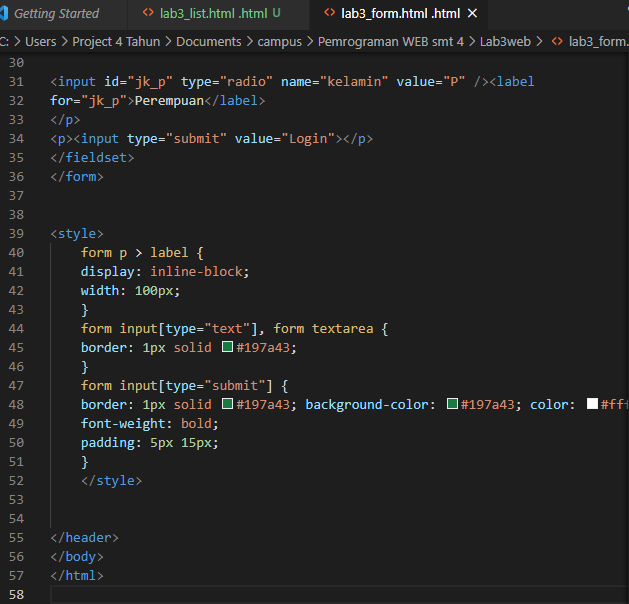 Getting Started lab3_list.html .html U lab3_form.html .html
C: > Users > Project 4 Tahun > Documents > campus > Pemrograman WEB smt 4 > Lab3web > lab3_form.
30
31 <input id="jk_p" type="radio" name="kelamin" value="P" /><label
32 for="jk_p">Perempuan</label>
33 </p>
34 <p><input type="submit" value="Login"></p>
35 </fieldset>
36 </form>
37
38
39 <style>
40 form p > label {
41 display: inline-block;
42 width: 100px;
43 }
44 form input[type="text"], form textarea {
45 border: 1px solid #197a43;
46 }
47 form input[type="submit"] {
48 border: 1px solid #197a43; background-color: #197a43; color: #fff
49 font-weight: bold;
50 padding: 5px 15px;
51 }
52 </style>
53
54
55 </header>
56 </body>
57 </html>
58